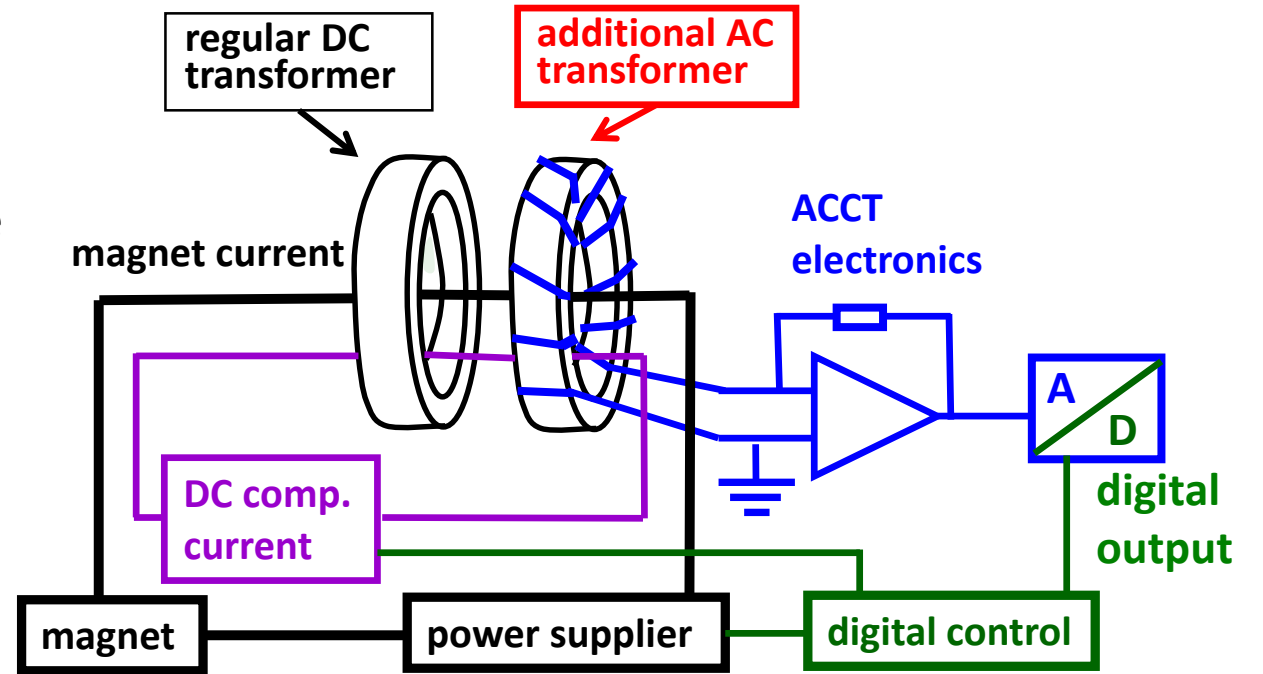 regular DC
transformer
additional AC
transformer
ACCT
electronics
magnet current
A
D
digital
output
DC comp.
current
magnet
power supplier
digital control